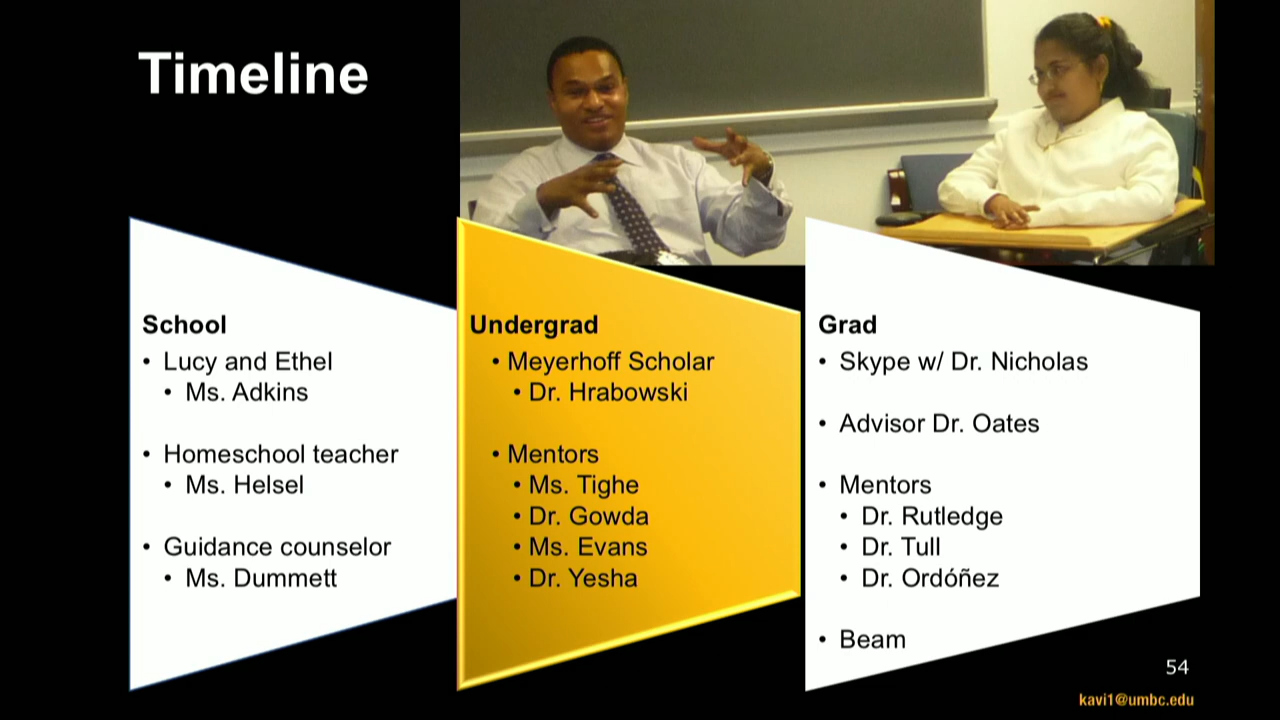 Timeline
School
• Lucy and Ethel
• Ms. Adkins
• Homeschool teacher
• Ms. Helsel
• Guidance counselor
• Ms. Dummett
Undergrad
• Meyerhoff Scholar
• Dr. Hrabowski
• Mentors
• Ms. Tighe
• Dr. Gowda
• Ms. Evans
• Dr. Yesha
Grad
• Skype w/ Dr. Nicholas
• Advisor Dr. Oates
• Mentors
• Dr. Rutledge
• Dr. Tull
• Dr. Ordóñez
• Beam
54
kavi1@umbc.edu